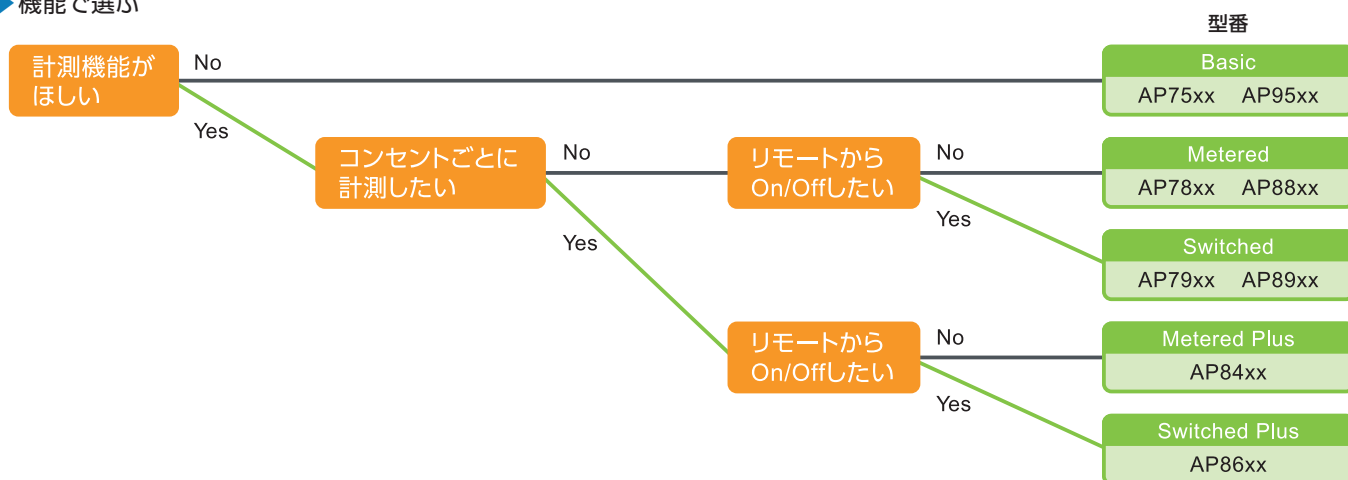 機能で選ぶ
型番
計測機能が
ほしい
No
Yes
Basic
AP75xx AP95xx
コンセントごとに
計測したい
No
Yes
リモートから
On/Offしたい
No
Yes
Metered
AP78xx AP88xx
Switched
AP79xx AP89xx
リモートから
On/Offしたい
No
Yes
Metered Plus
AP84xx
Switched Plus
AP86xx